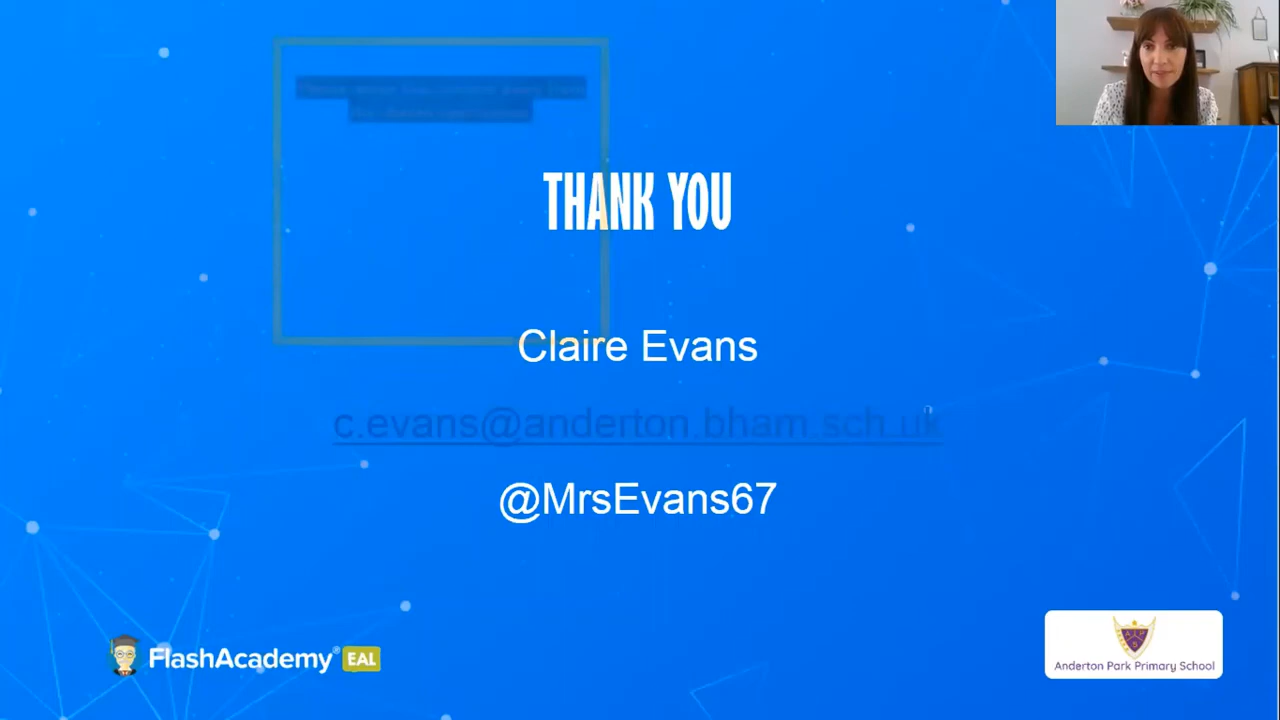 THANK YOU
Claire Evans
c.evans@anderton.bham.sch.uk
@MrsEvans67
FlashAcademy® EAL
Anderton Park Primary School